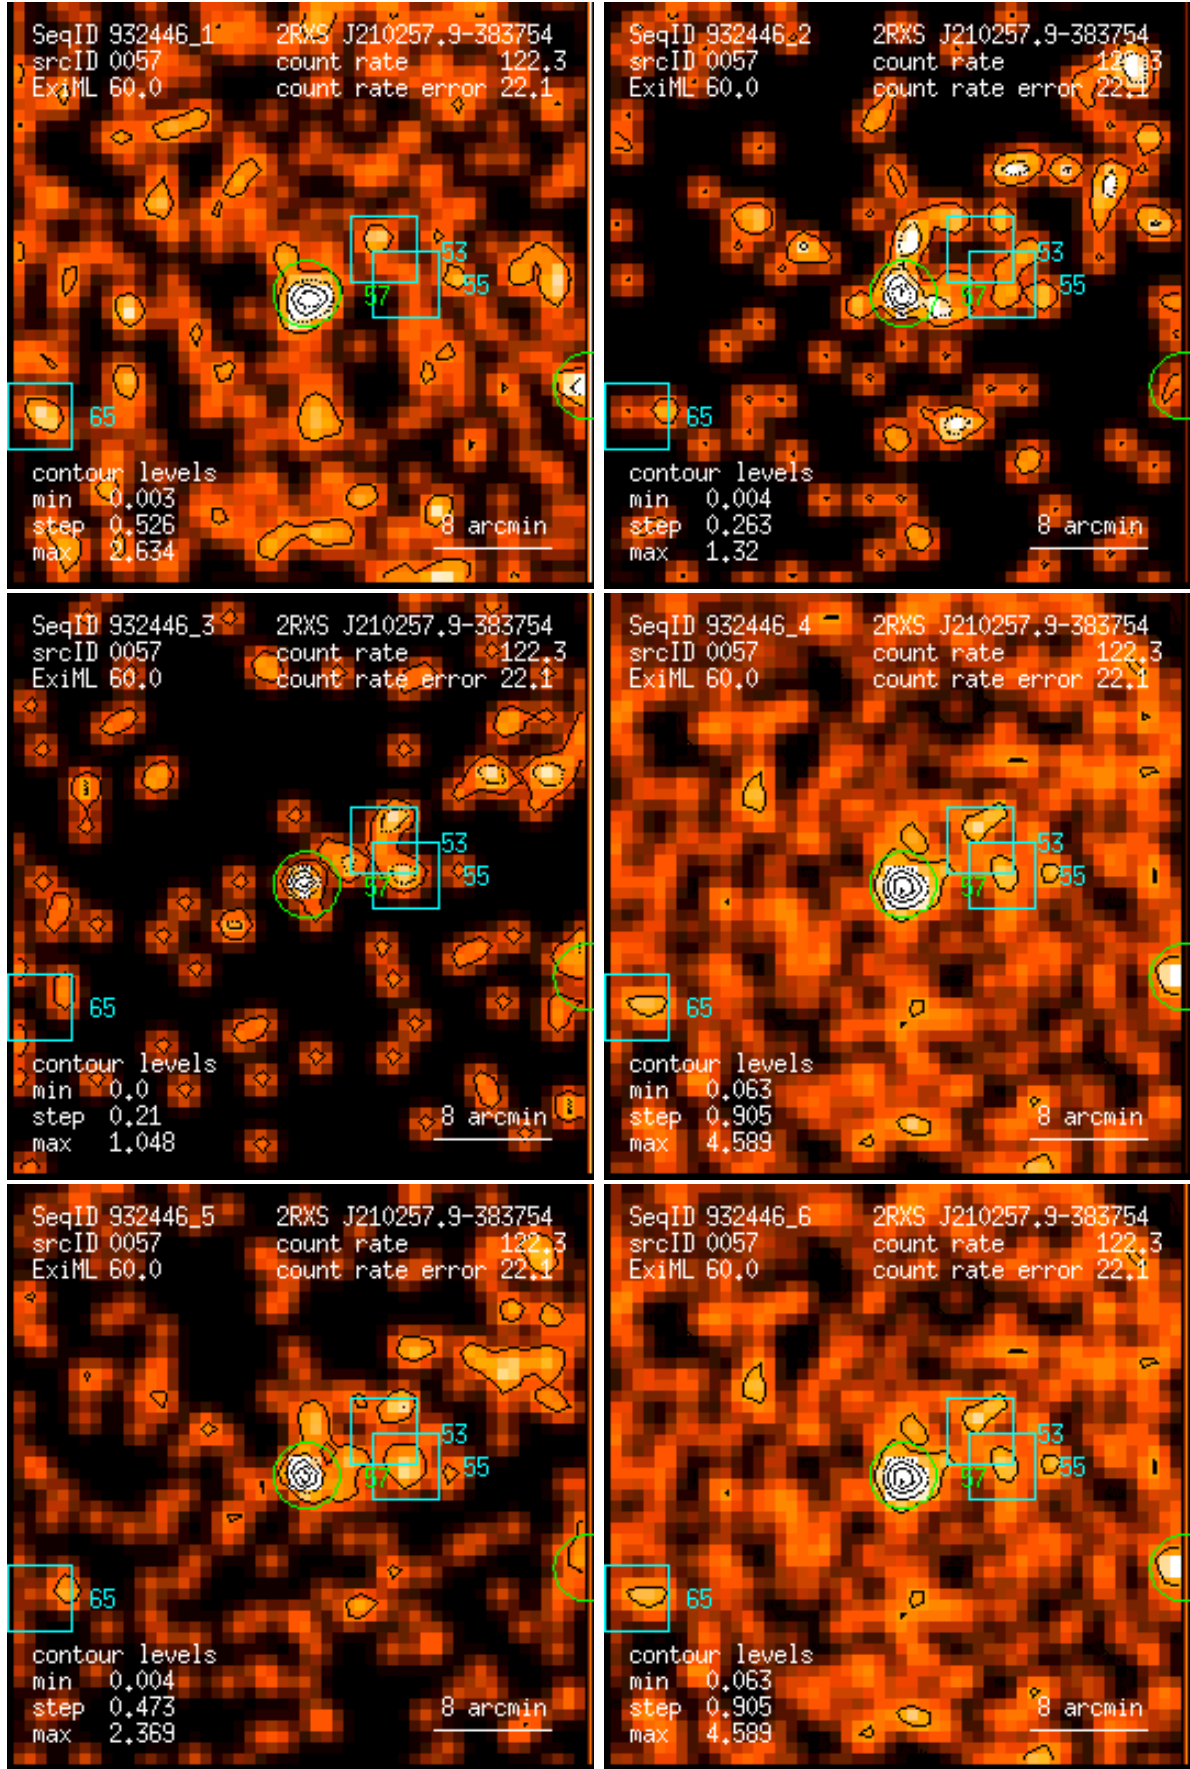 SeqID 932446_1 2RXS J210257.9-383754
srcID 0057 count rate 122.3
ExiML 60.0 count rate error 22.1
53
55
57
65
contour levels
min 0.003
step 0.526 8 arcmin
max 2.634
SeqID 932446_2 2RXS J210257.9-383754
srcID 0057 count rate 122.3
ExiML 60.0 count rate error 22.1
53
55
57
65
contour levels
min 0.004
step 0.263 8 arcmin
max 1.32
SeqID 932446_3 2RXS J210257.9-383754
srcID 0057 count rate 122.3
ExiML 60.0 count rate error 22.1
53
55
57
65
contour levels
min 0.0
step 0.21 8 arcmin
max 1.048
SeqID 932446_4 2RXS J210257.9-383754
srcID 0057 count rate 122.3
ExiML 60.0 count rate error 22.1
53
55
57
65
contour levels
min 0.063
step 0.905 8 arcmin
max 4.589
SeqID 932446_5 2RXS J210257.9-383754
srcID 0057 count rate 122.3
ExiML 60.0 count rate error 22.1
53
55
57
65
contour levels
min 0.004
step 0.473 8 arcmin
max 2.369
SeqID 932446_6 2RXS J210257.9-383754
srcID 0057 count rate 122.3
ExiML 60.0 count rate error 22.1
53
55
57
65
contour levels
min 0.063
step 0.905 8 arcmin
max 4.589